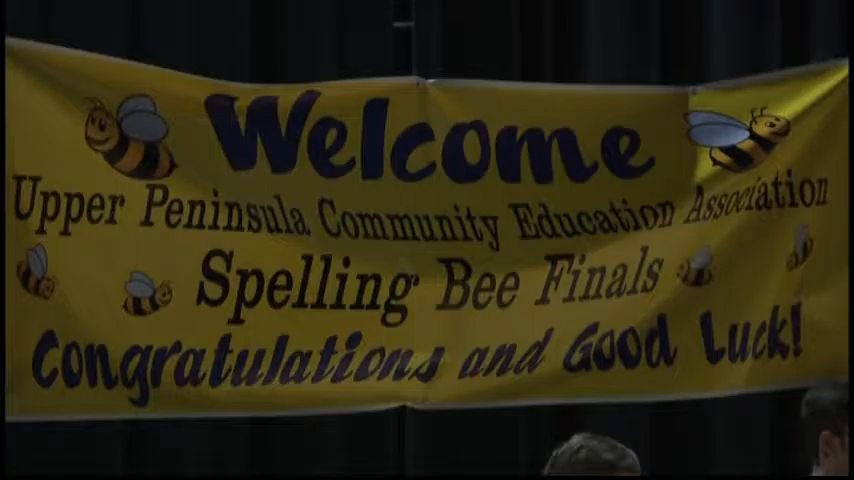 Welcome
Upper Peninsula Community Education Association
Spelling Bee Finals
Congratulations and Good Luck!